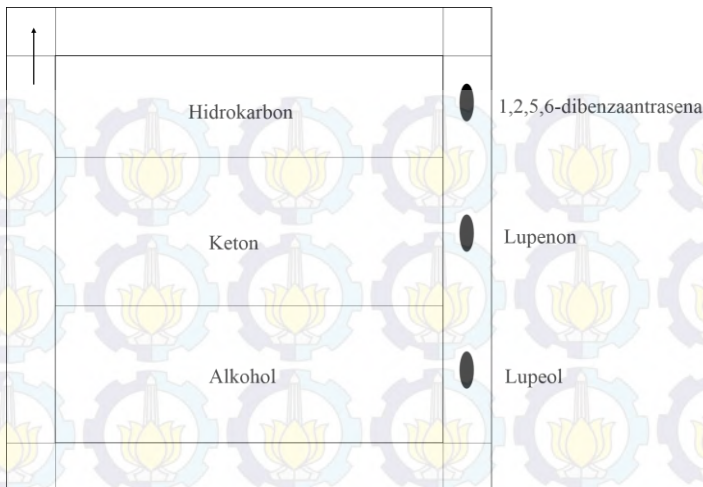 Hidrokarbon
1,2,5,6-dibenzaantrasena
Keton
Lupenon
Alkohol
Lupeol